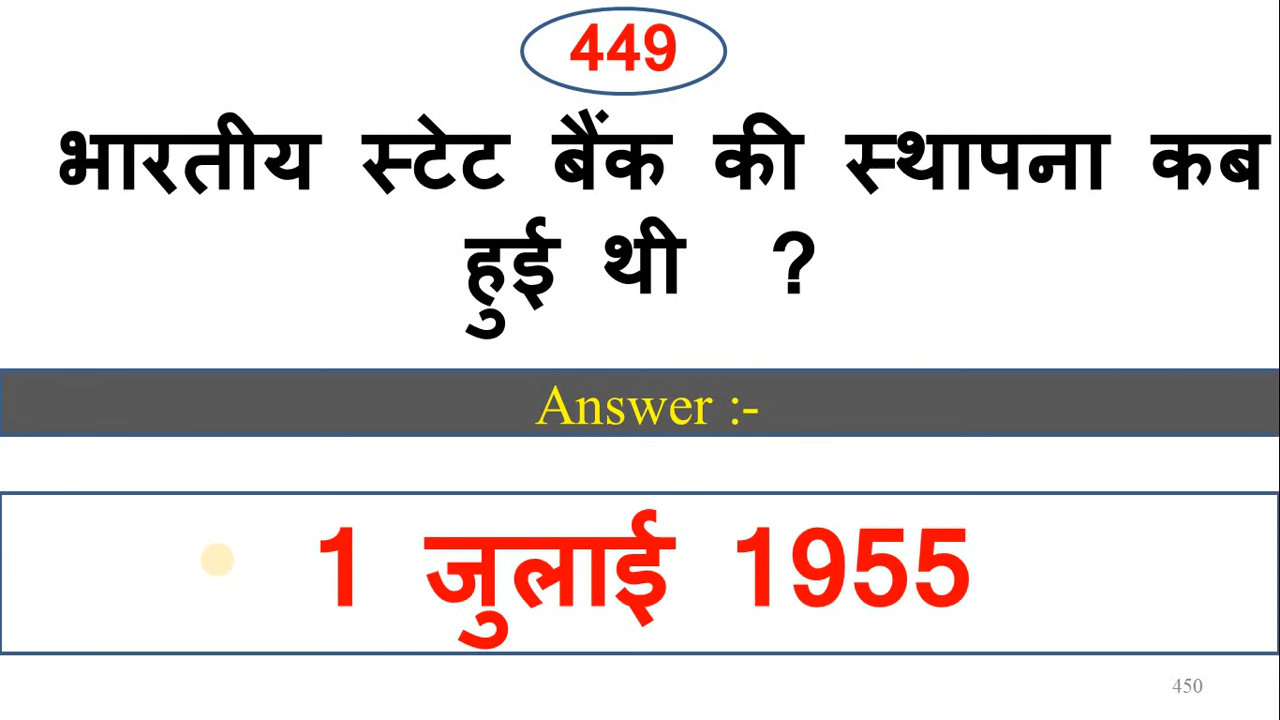 449
भारतीय स्टेट बैंक की स्थापना कब
हुई थी ?
Answer :-
1 जुलाई 1955
450